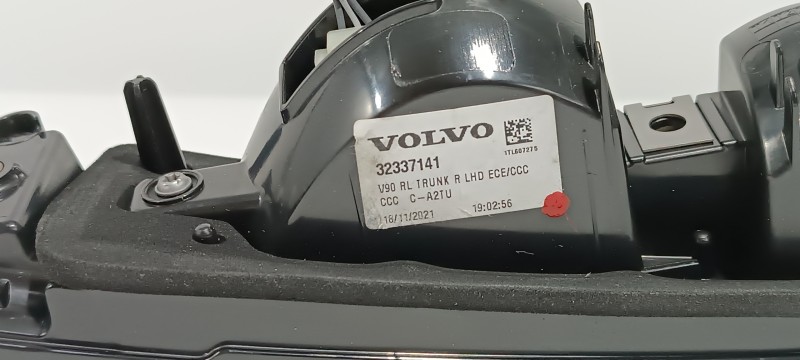 VOLVO
1TL607275
32337141
V90 RL TRUNK R LHD ECE/CCC
CCC C-A2TU
16/11/2021 19:02:56